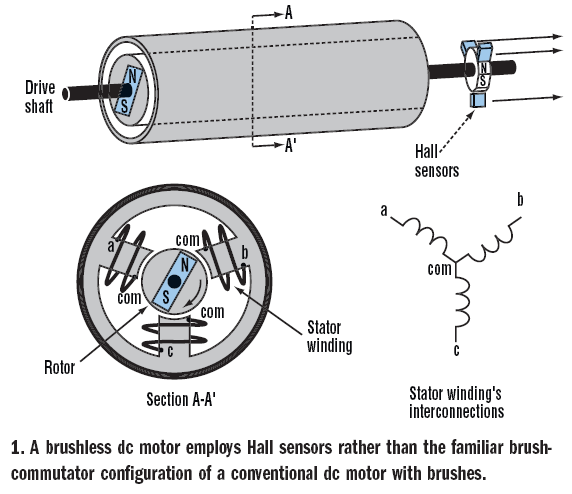 A
Drive
shaft
N
S
N
S
A'
Hall
sensors
a
com
b
N
S
com
com
c
Rotor
Stator
winding
Section A-A'
a
b
com
c
Stator winding's
interconnections
1. A brushless dc motor employs Hall sensors rather than the familiar brush-
commutator configuration of a conventional dc motor with brushes.